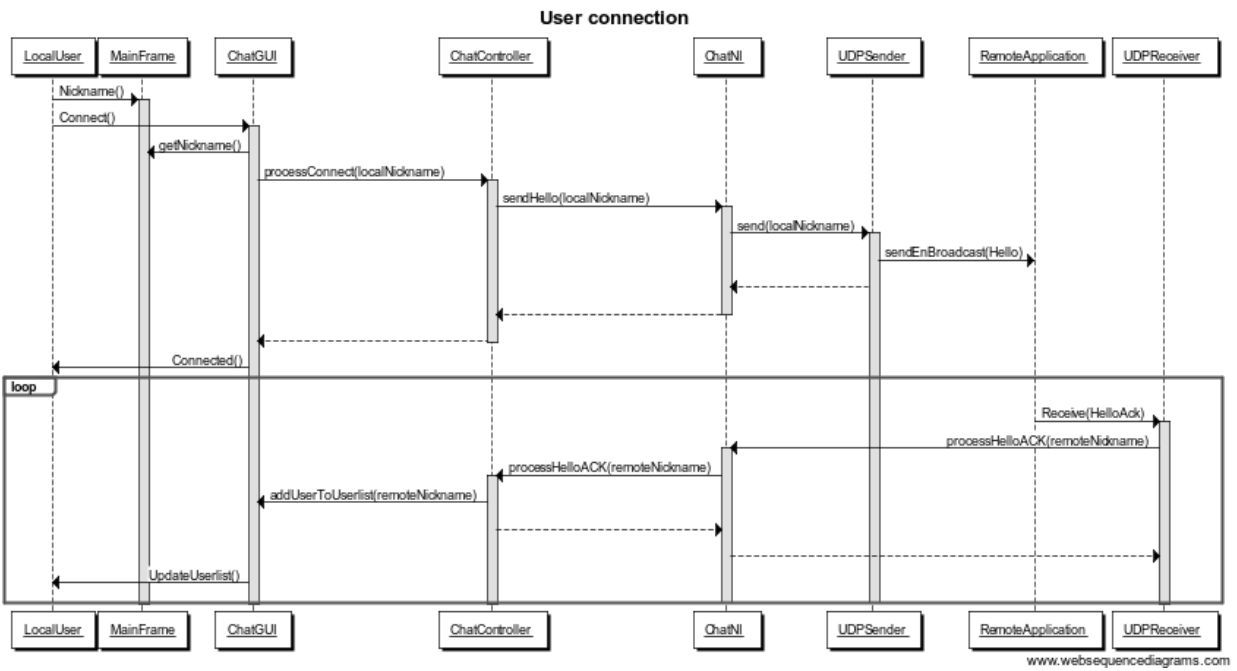 User connection
LocalUser MainFrame ChatGUI ChatController ChatNI UDPSender RemoteApplication UDPReceiver
Nickname()
Connect()
getNickname()
processConnect(localNickname)
sendHello(localNickname)
send(localNickname)
sendEnBroadcast(Hello)
Connected()
loop
Receive(HelloAck)
processHelloACK(remoteNickname)
processHelloACK(remoteNickname)
addUserToUserlist(remoteNickname)
UpdateUserlist()
LocalUser MainFrame ChatGUI ChatController ChatNI UDPSender RemoteApplication UDPReceiver
www.websequencediagrams.com